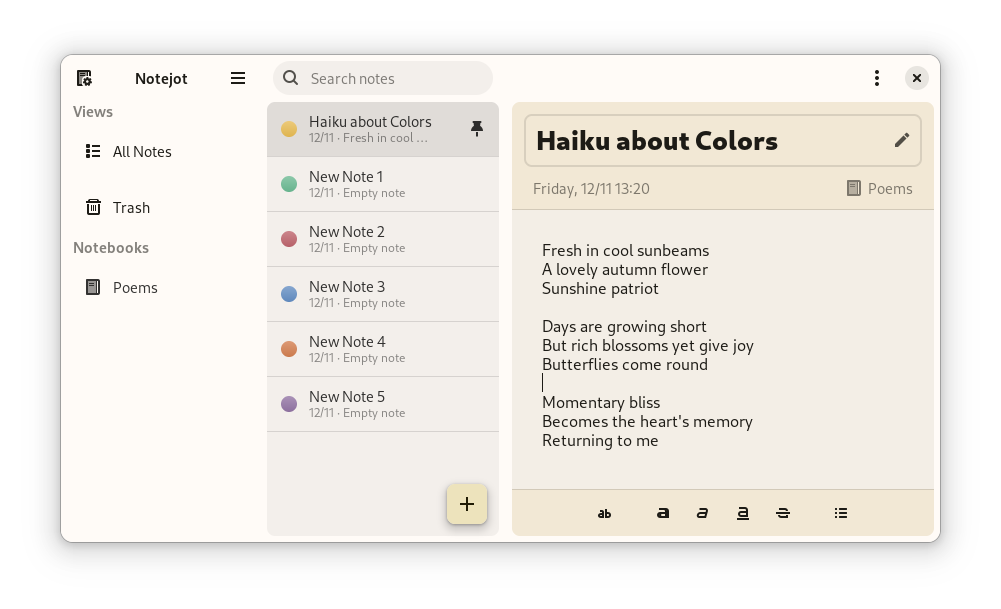 Notejot
Search notes
Views
All Notes
Trash
Notebooks
Poems
Haiku about Colors
12/11 · Fresh in cool …
New Note 1
12/11 · Empty note
New Note 2
12/11 · Empty note
New Note 3
12/11 · Empty note
New Note 4
12/11 · Empty note
New Note 5
12/11 · Empty note
Haiku about Colors
Friday, 12/11 13:20
Poems
Fresh in cool sunbeams
A lovely autumn flower
Sunshine patriot
Days are growing short
But rich blossoms yet give joy
Butterflies come round
Momentary bliss
Becomes the heart's memory
Returning to me
ab a a a